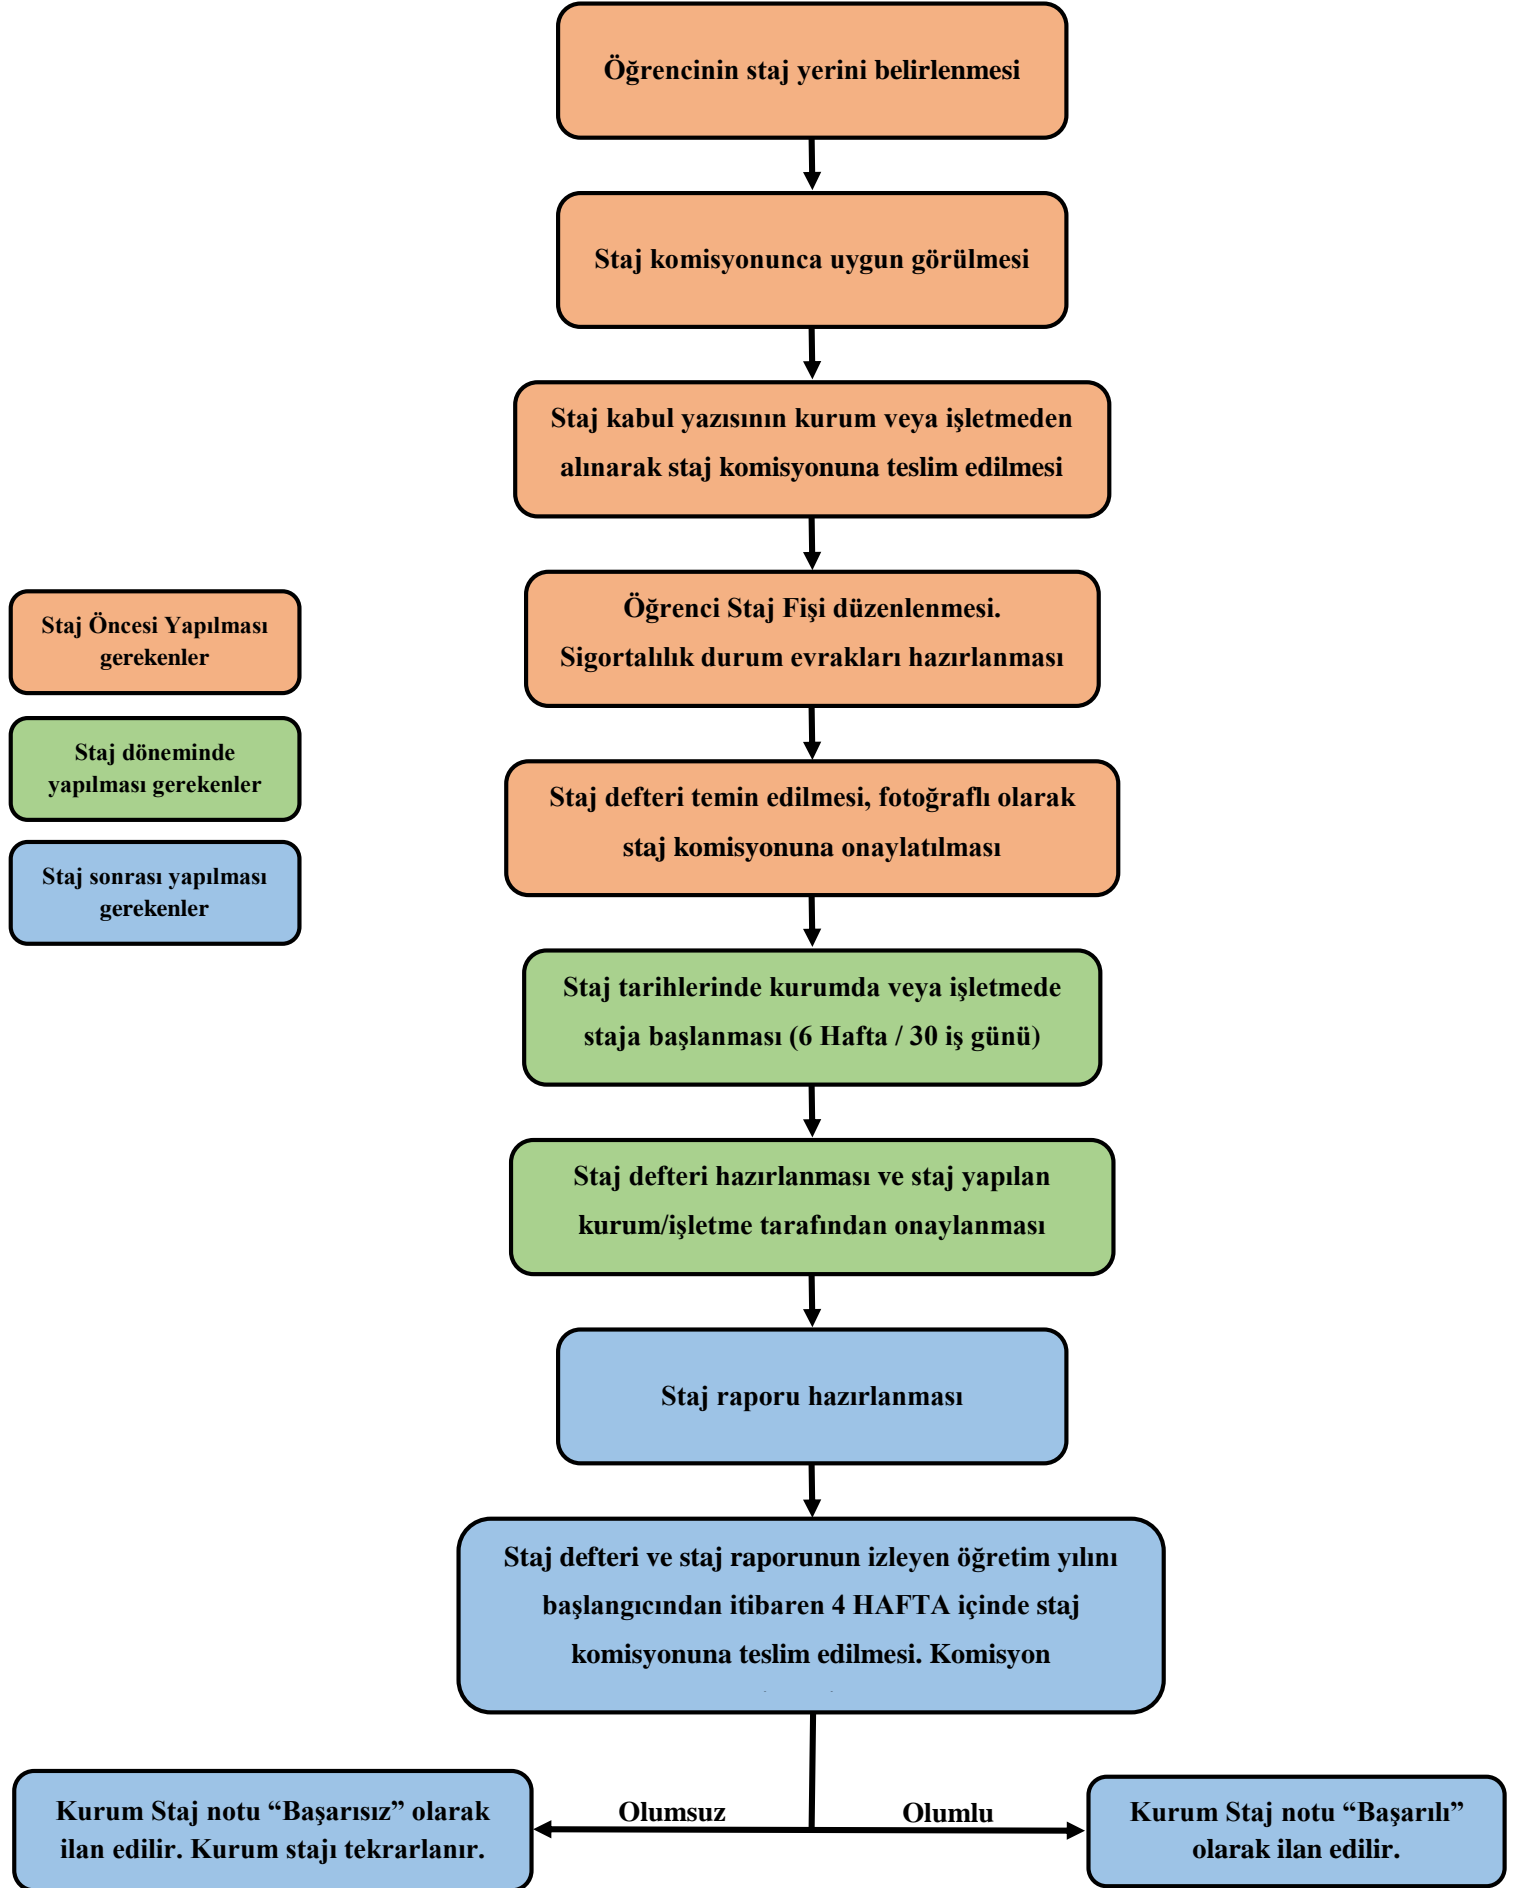 Öğrencinin staj yerini belirlenmesi
Staj komisyonunca uygun görülmesi
Staj kabul yazısının kurum veya işletmeden
alınarak staj komisyonuna teslim edilmesi
Öğrenci Staj Fişi düzenlenmesi.
Sigortalılık durum evrakları hazırlanması
Staj Öncesi Yapılması
gerekenler
Staj döneminde
yapılması gerekenler
Staj sonrası yapılması
gerekenler
Staj defteri temin edilmesi, fotoğraflı olarak
staj komisyonuna onaylatılması
Staj tarihlerinde kurumda veya işletmede
staja başlanması (6 Hafta / 30 iş günü)
Staj defteri hazırlanması ve staj yapılan
kurum/işletme tarafından onaylanması
Staj raporu hazırlanması
Staj defteri ve staj raporunun izleyen öğretim yılını
başlangıcından itibaren 4 HAFTA içinde staj
komisyonuna teslim edilmesi. Komisyon
Olumsuz
Olumlu
Kurum Staj notu “Başarısız” olarak
ilan edilir. Kurum stajı tekrarlanır.
Kurum Staj notu “Başarılı”
olarak ilan edilir.